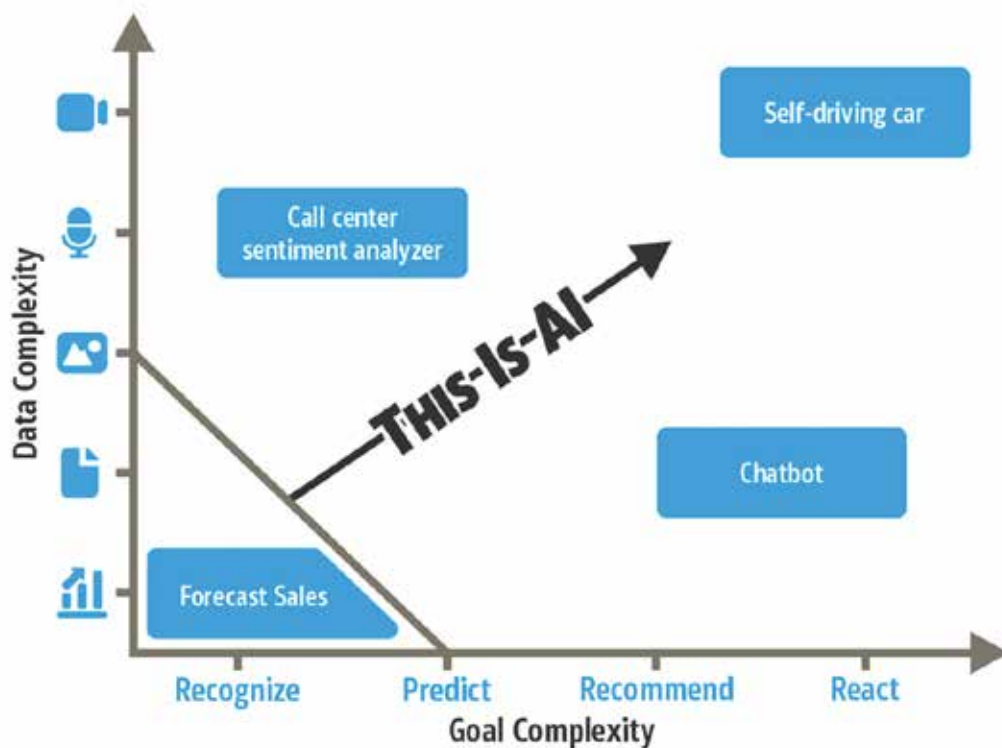 Self-driving car
Call center
sentiment analyzer
THIS-IS-AI
Chatbot
Forecast Sales
Data Complexity
Recognize
Predict
Recommend
React
Goal Complexity